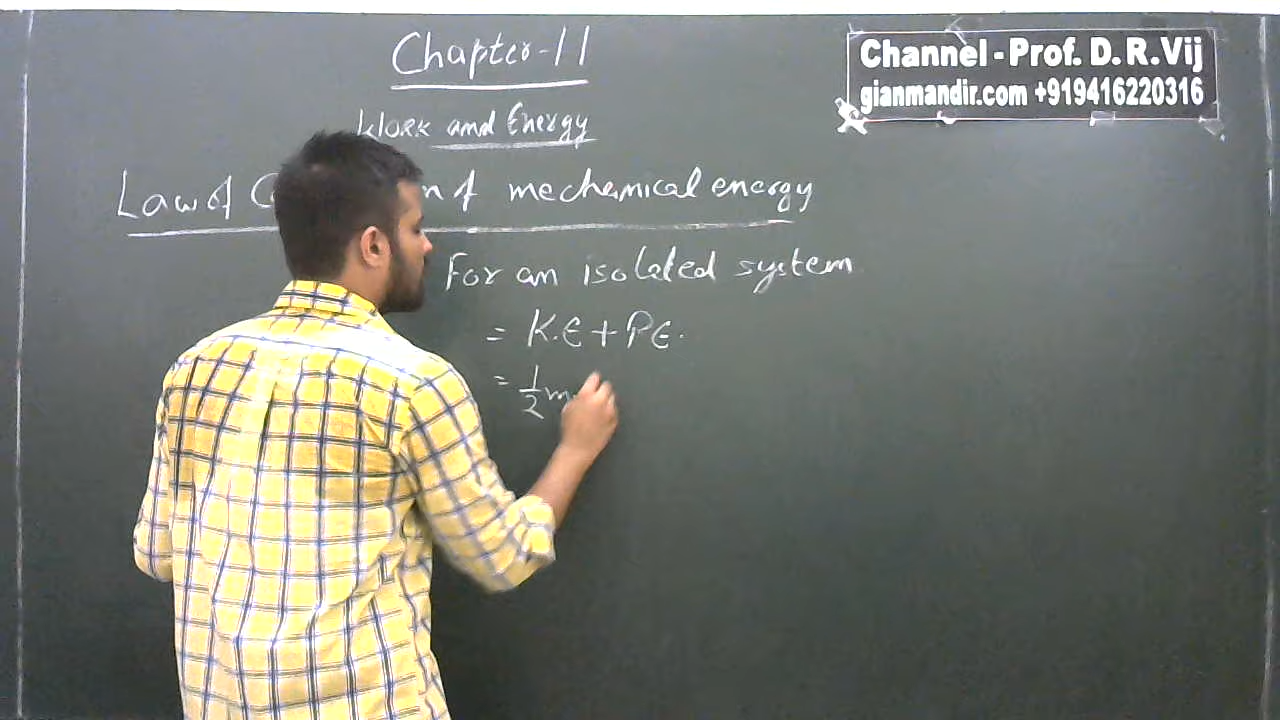 Chapter-11
Channel - Prof. D. R. Vij
gianmandir.com +919416220316
Work and Energy
Law of mechanical energy
For an isolated system
= K.E + P.E.
= 1/2 m